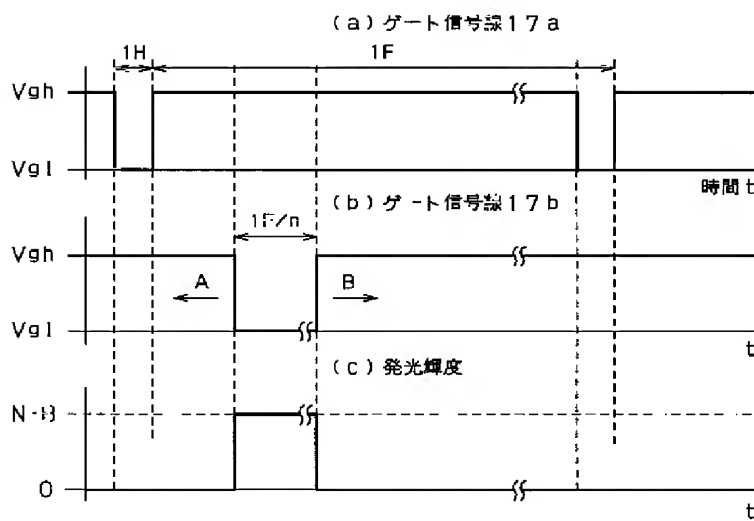 (a)ゲート信号線17a
1H
1F
Vgh
Vgl
時間t
(b)ゲート信号線17b
1F/n
Vgh
A
B
Vgl
t
(c)発光輝度
N·B
0
t